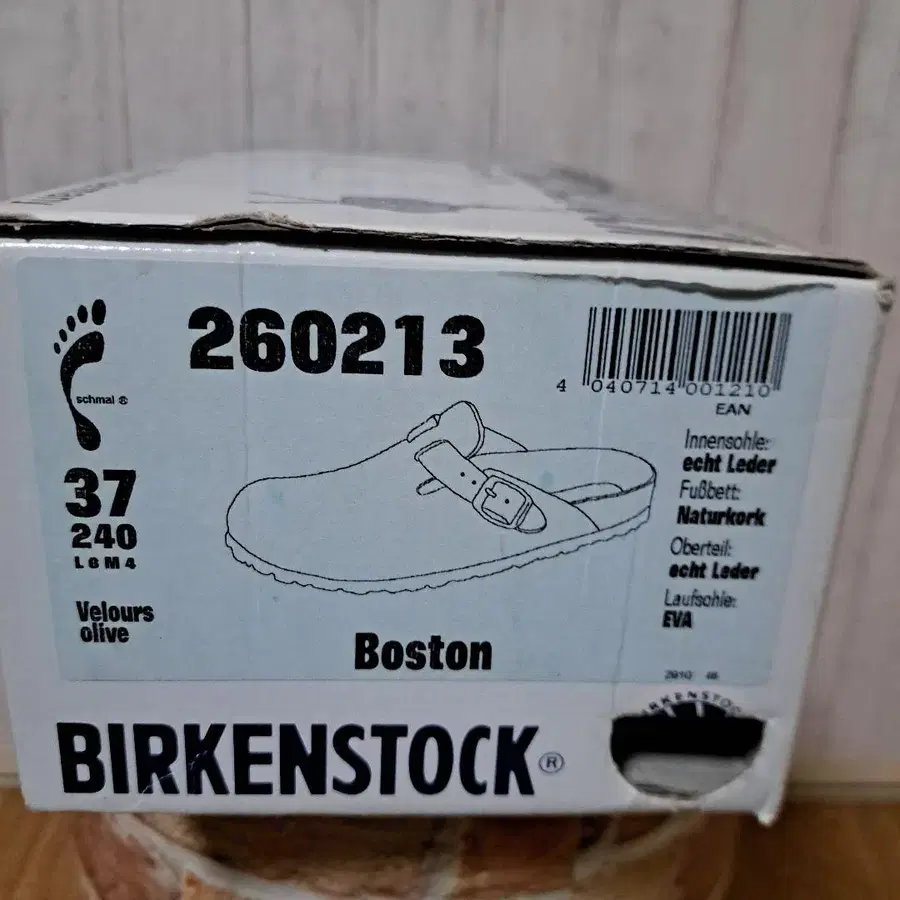 260213
4 040714 001210
EAN
schmal ®
37
240
L 6 M 4
Velours
olive
Innensohle:
echt Leder
Fußbett:
Naturkork
Oberteil:
echt Leder
Laufsohle:
EVA
Boston
BIRKENSTOCK®